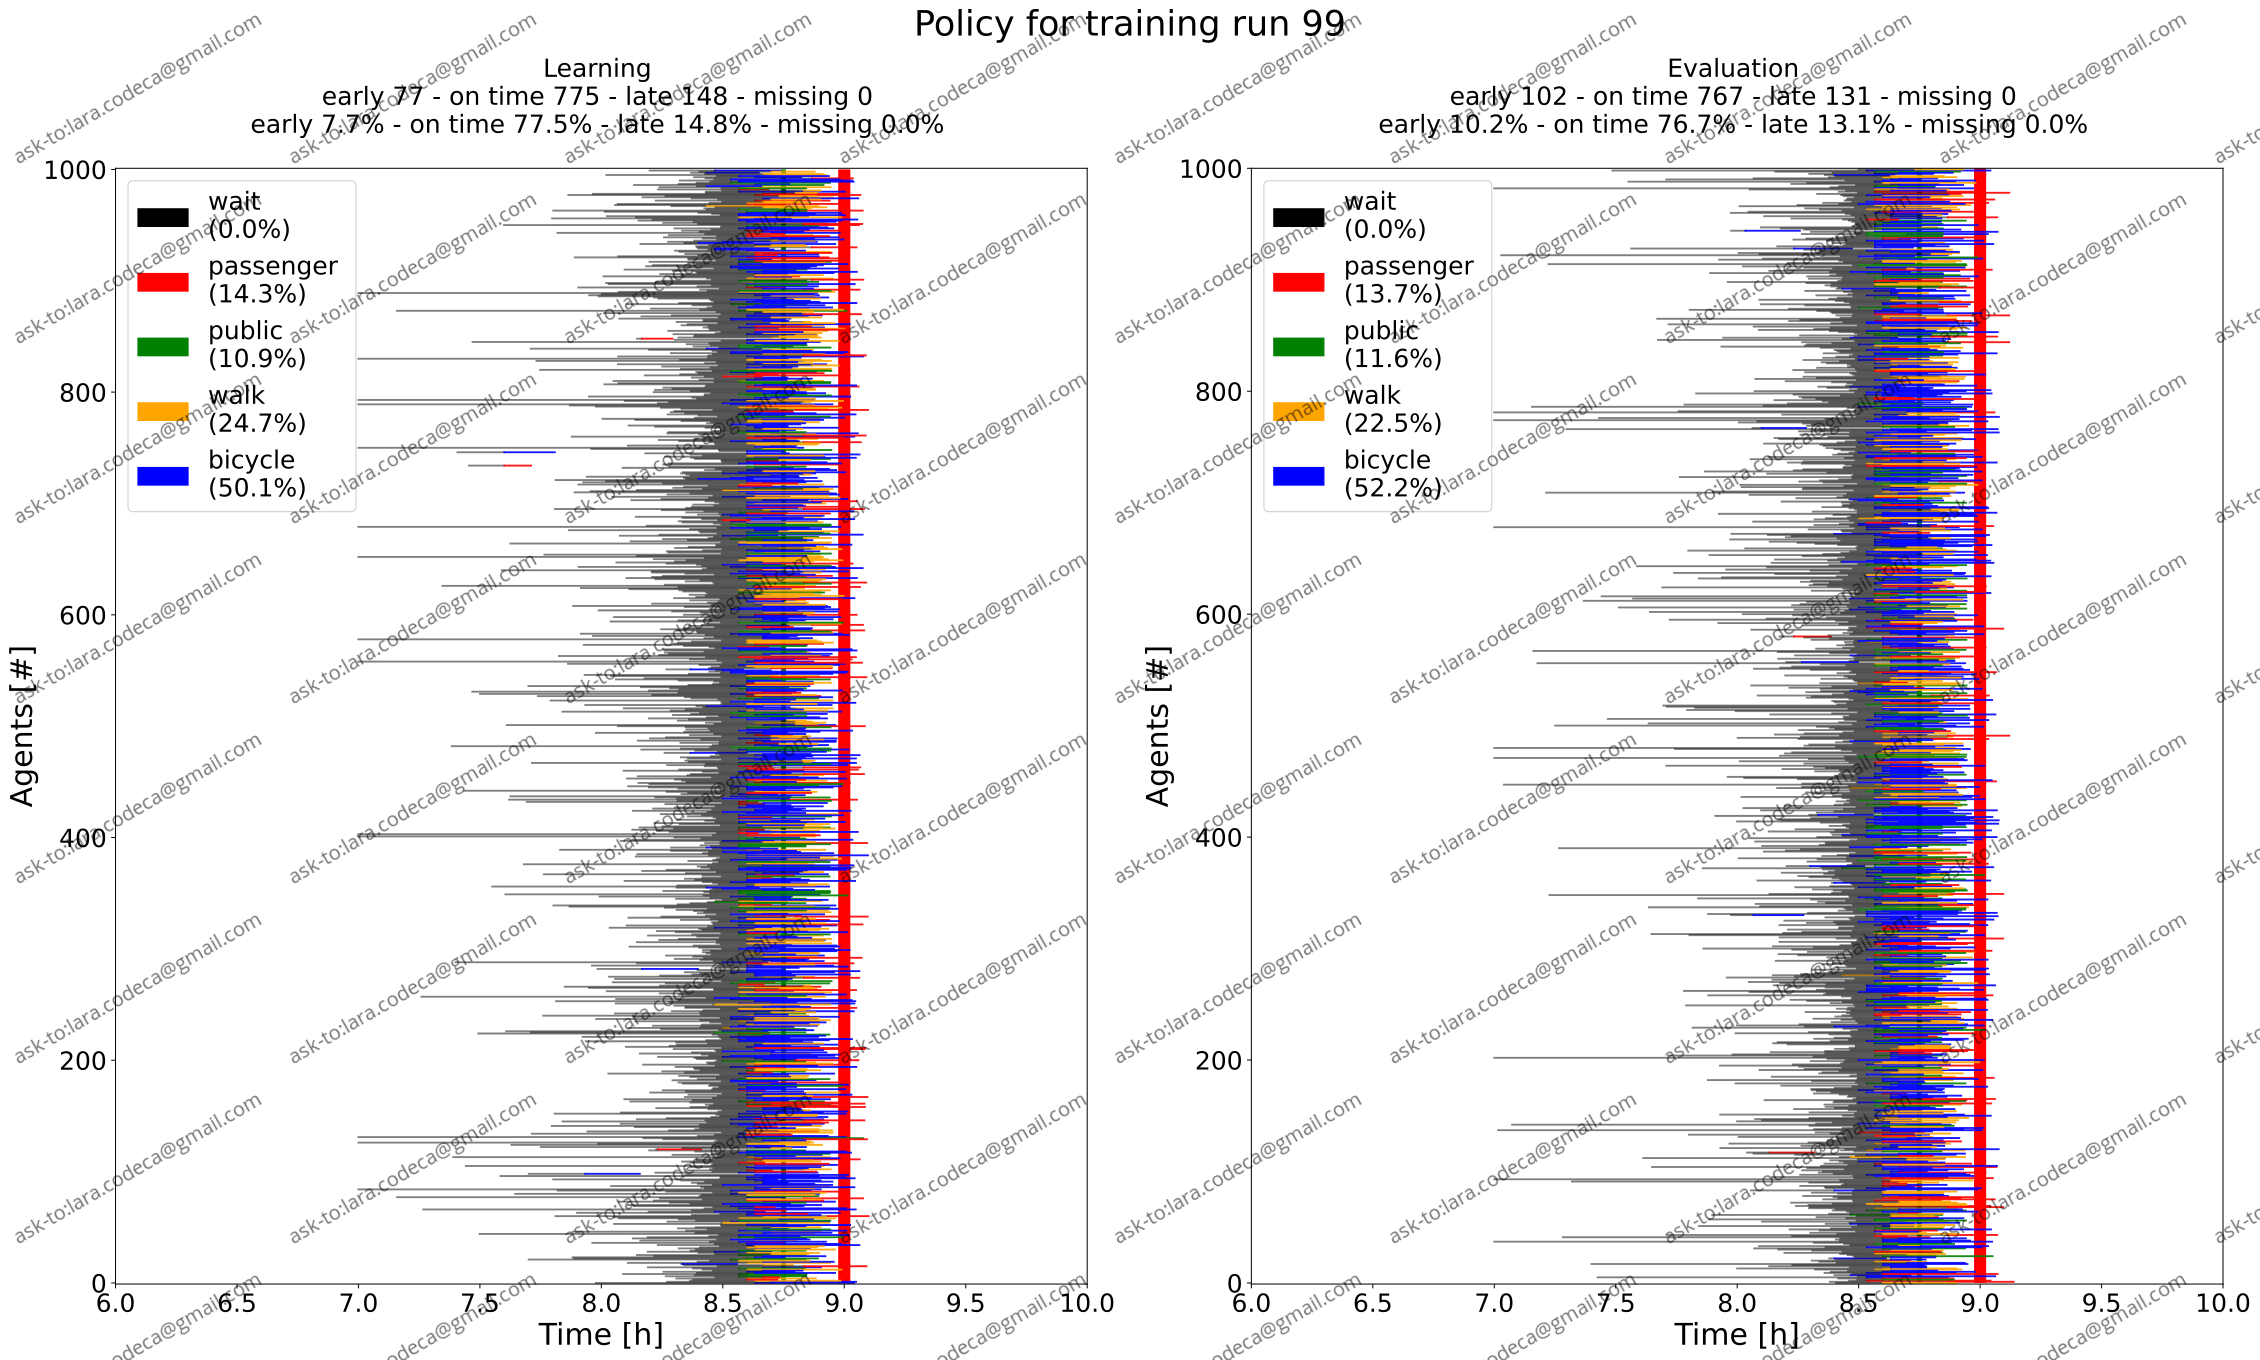 Policy for training run 99
Learning
early 77 - on time 775 - late 148 - missing 0
early 7.7% - on time 77.5% - late 14.8% - missing 0.0%
1000
800
600
400
200
0
Agents [#]
wait
(0.0%)
passenger
(14.3%)
public
(10.9%)
walk
(24.7%)
bicycle
(50.1%)
6.0 6.5 7.0 7.5 8.0 8.5 9.0 9.5 10.0
Time [h]
Evaluation
early 102 - on time 767 - late 131 - missing 0
early 10.2% - on time 76.7% - late 13.1% - missing 0.0%
1000
800
600
400
200
0
Agents [#]
wait
(0.0%)
passenger
(13.7%)
public
(11.6%)
walk
(22.5%)
bicycle
(52.2%)
6.0 6.5 7.0 7.5 8.0 8.5 9.0 9.5 10.0
Time [h]
ask-to:lara.codeca@gmail.com